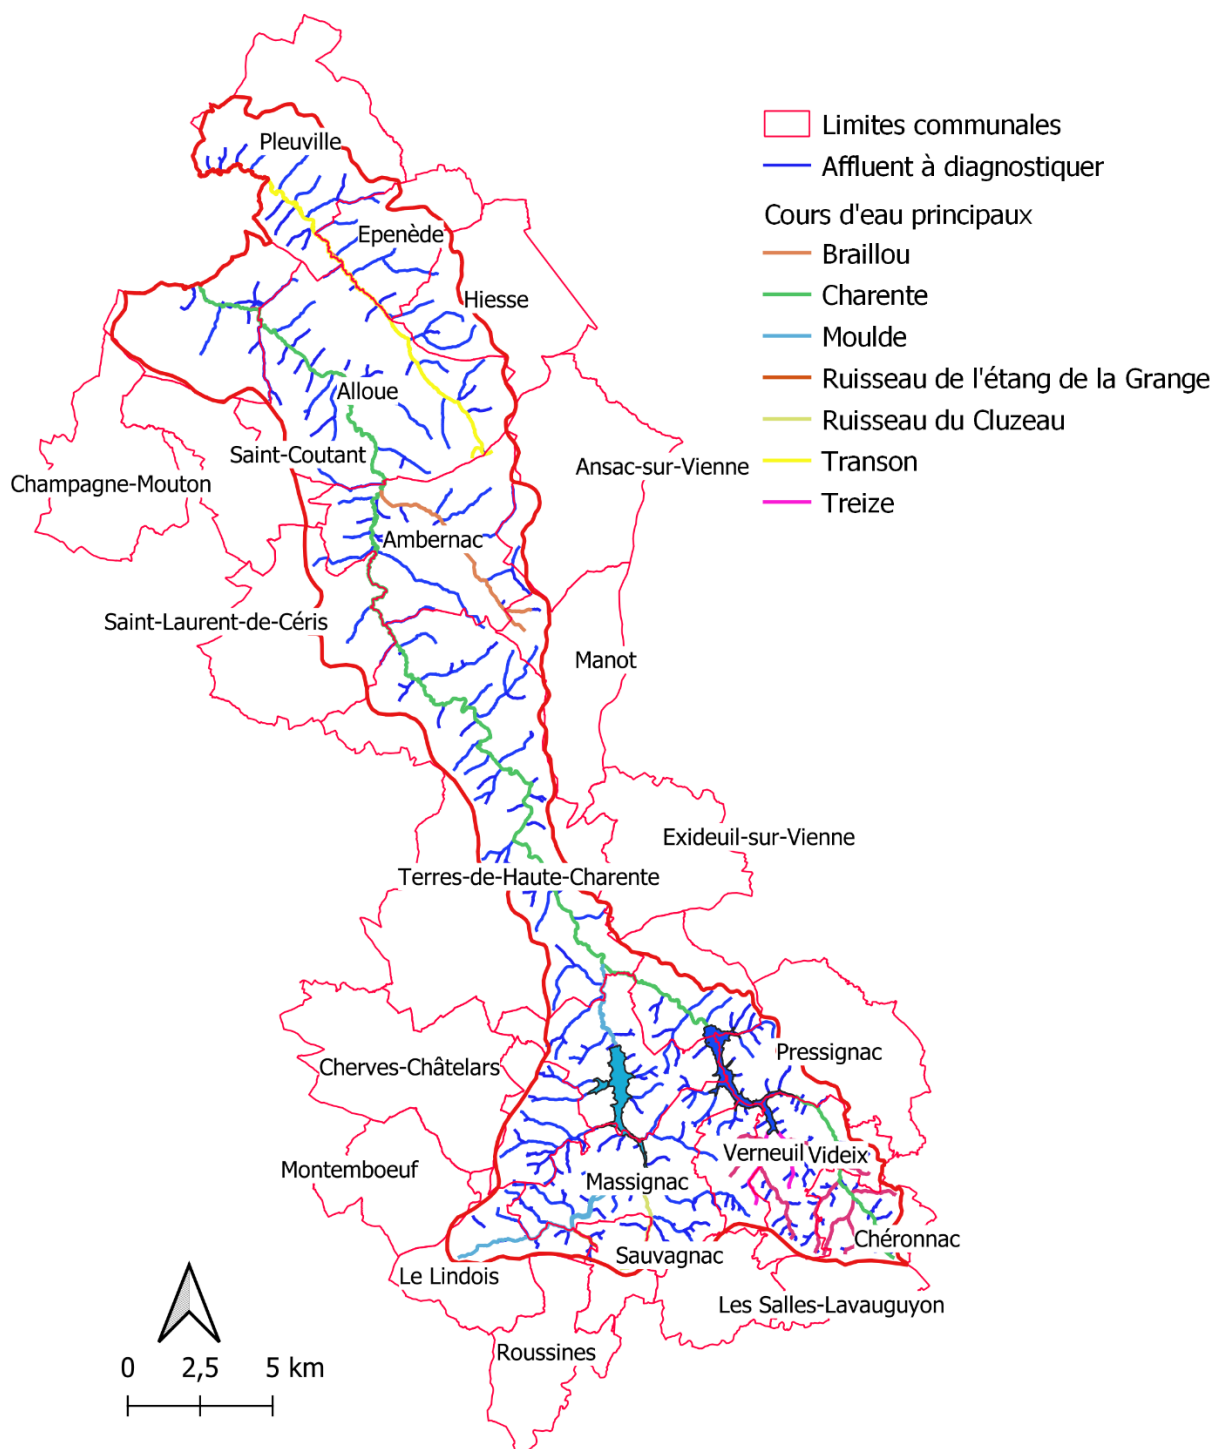 Limites communales
Affluent à diagnostiquer
Cours d'eau principaux
Braillou
Charente
Moulde
Ruisseau de l'étang de la Grange
Ruisseau du Cluzeau
Transon
Treize
Pleuville
Epenède
Hiesse
Alloue
Saint-Coutant
Ansac-sur-Vienne
Champagne-Mouton
Ambernac
Saint-Laurent-de-Céris
Manot
Exideuil-sur-Vienne
Terres-de-Haute-Charente
Pressignac
Cherves-Châtelars
Verneuil
Videix
Montemboeuf
Massignac
Chéronnac
Sauvagnac
Le Lindois
Les Salles-Lavauguyon
Roussines
0 2,5 5 km